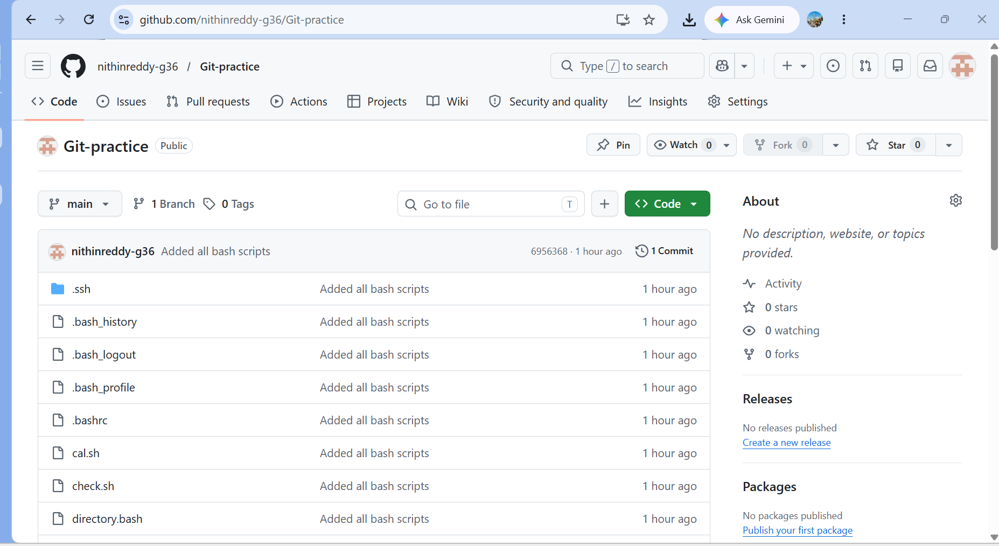 github.com/nithinreddy-g36/Git-practice
Ask Gemini
nithinreddy-g36 / Git-practice
Type / to search
Code
Issues
Pull requests
Actions
Projects
Wiki
Security and quality
Insights
Settings
Git-practice
Public
Pin
Watch 0
Fork 0
Star 0
main
1 Branch
0 Tags
Go to file
T
Code
nithinreddy-g36 Added all bash scripts
6956368 · 1 hour ago
1 Commit
.ssh Added all bash scripts 1 hour ago
.bash_history Added all bash scripts 1 hour ago
.bash_logout Added all bash scripts 1 hour ago
.bash_profile Added all bash scripts 1 hour ago
.bashrc Added all bash scripts 1 hour ago
cal.sh Added all bash scripts 1 hour ago
check.sh Added all bash scripts 1 hour ago
directory.bash Added all bash scripts 1 hour ago
About
No description, website, or topics
provided.
Activity
0 stars
0 watching
0 forks
Releases
No releases published
Create a new release
Packages
No packages published
Publish your first package